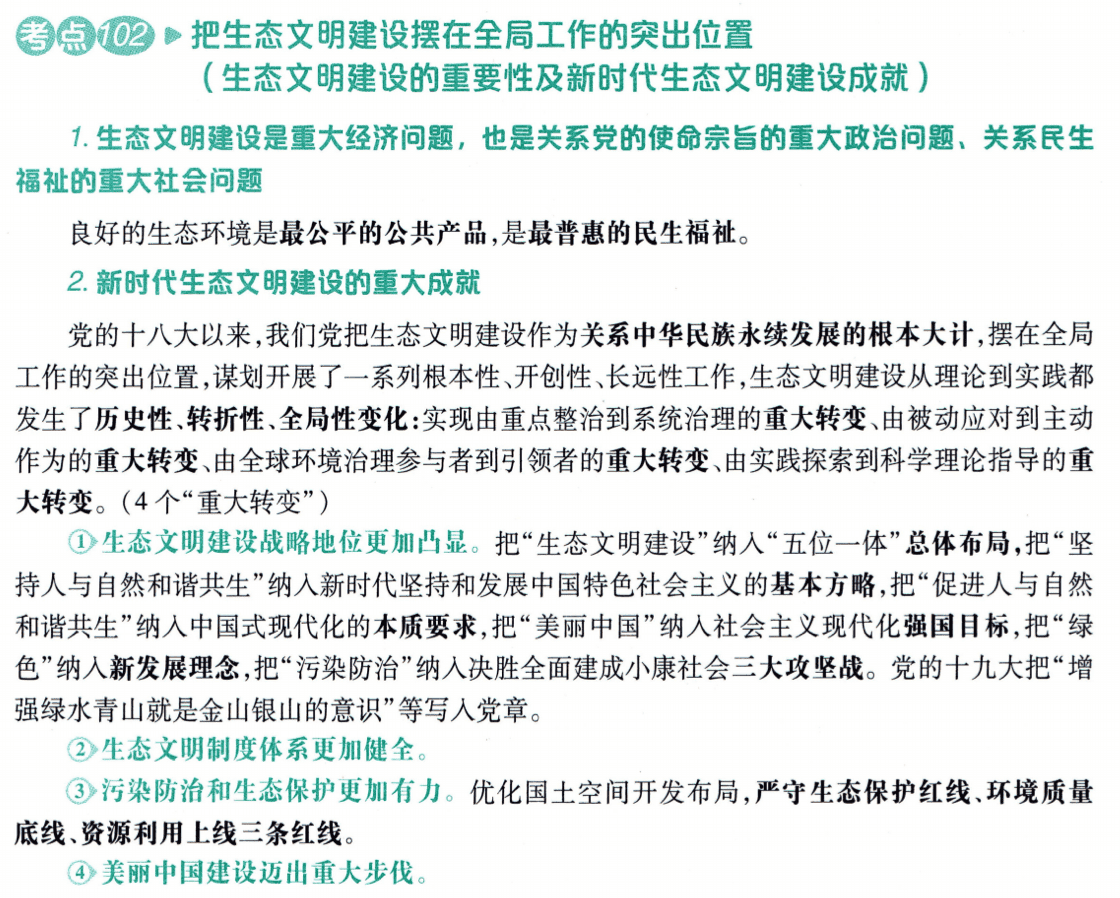 考点102 ▶ 把生态文明建设摆在全局工作的突出位置
（生态文明建设的重要性及新时代生态文明建设成就）
1. 生态文明建设是重大经济问题，也是关系党的使命宗旨的重大政治问题、关系民生
福祉的重大社会问题
良好的生态环境是最公平的公共产品,是最普惠的民生福祉。
2. 新时代生态文明建设的重大成就
党的十八大以来,我们党把生态文明建设作为关系中华民族永续发展的根本大计,摆在全局
工作的突出位置,谋划开展了一系列根本性、开创性、长远性工作,生态文明建设从理论到实践都
发生了历史性、转折性、全局性变化:实现由重点整治到系统治理的重大转变、由被动应对到主动
作为的重大转变、由全球环境治理参与者到引领者的重大转变、由实践探索到科学理论指导的重
大转变。（4个“重大转变”）
①生态文明建设战略地位更加凸显。把“生态文明建设”纳入“五位一体”总体布局,把“坚
持人与自然和谐共生”纳入新时代坚持和发展中国特色社会主义的基本方略,把“促进人与自然
和谐共生”纳入中国式现代化的本质要求,把“美丽中国”纳入社会主义现代化强国目标,把“绿
色”纳入新发展理念,把“污染防治”纳入决胜全面建成小康社会三大攻坚战。党的十九大把“增
强绿水青山就是金山银山的意识”等写入党章。
②生态文明制度体系更加健全。
③污染防治和生态保护更加有力。优化国土空间开发布局,严守生态保护红线、环境质量
底线、资源利用上线三条红线。
④美丽中国建设迈出重大步伐。